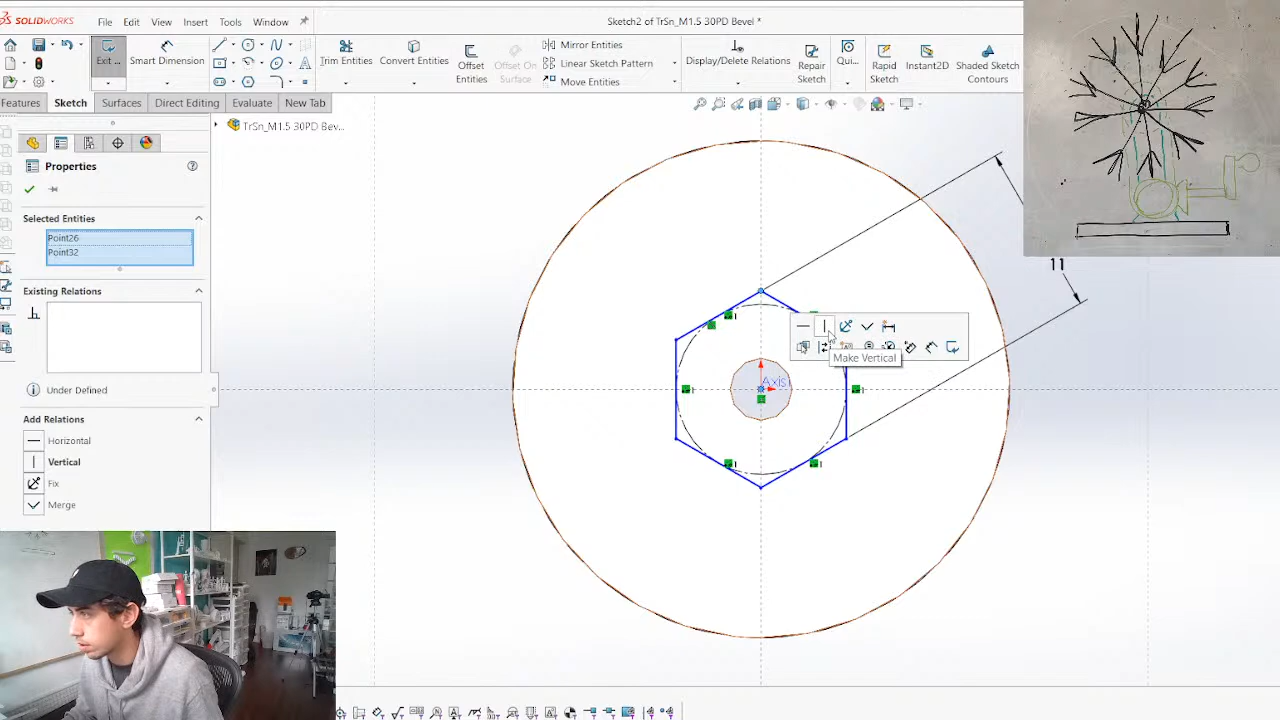 SOLIDWORKS File Edit View Insert Tools Window Sketch2 of TrSn_M1.5 30PD Bevel *
Exit ... Smart Dimension Trim Entities Convert Entities Offset Entities Offset On Surface Mirror Entities Linear Sketch Pattern Move Entities Display/Delete Relations Repair Sketch Qui... Rapid Sketch Instant2D Shaded Sketch Contours
Features Sketch Surfaces Direct Editing Evaluate New Tab
TrSn_M1.5 30PD Bev...
Properties
Selected Entities
Point26
Point32
Existing Relations
Under Defined
Add Relations
Horizontal
Vertical
Fix
Merge
11
Make Vertical